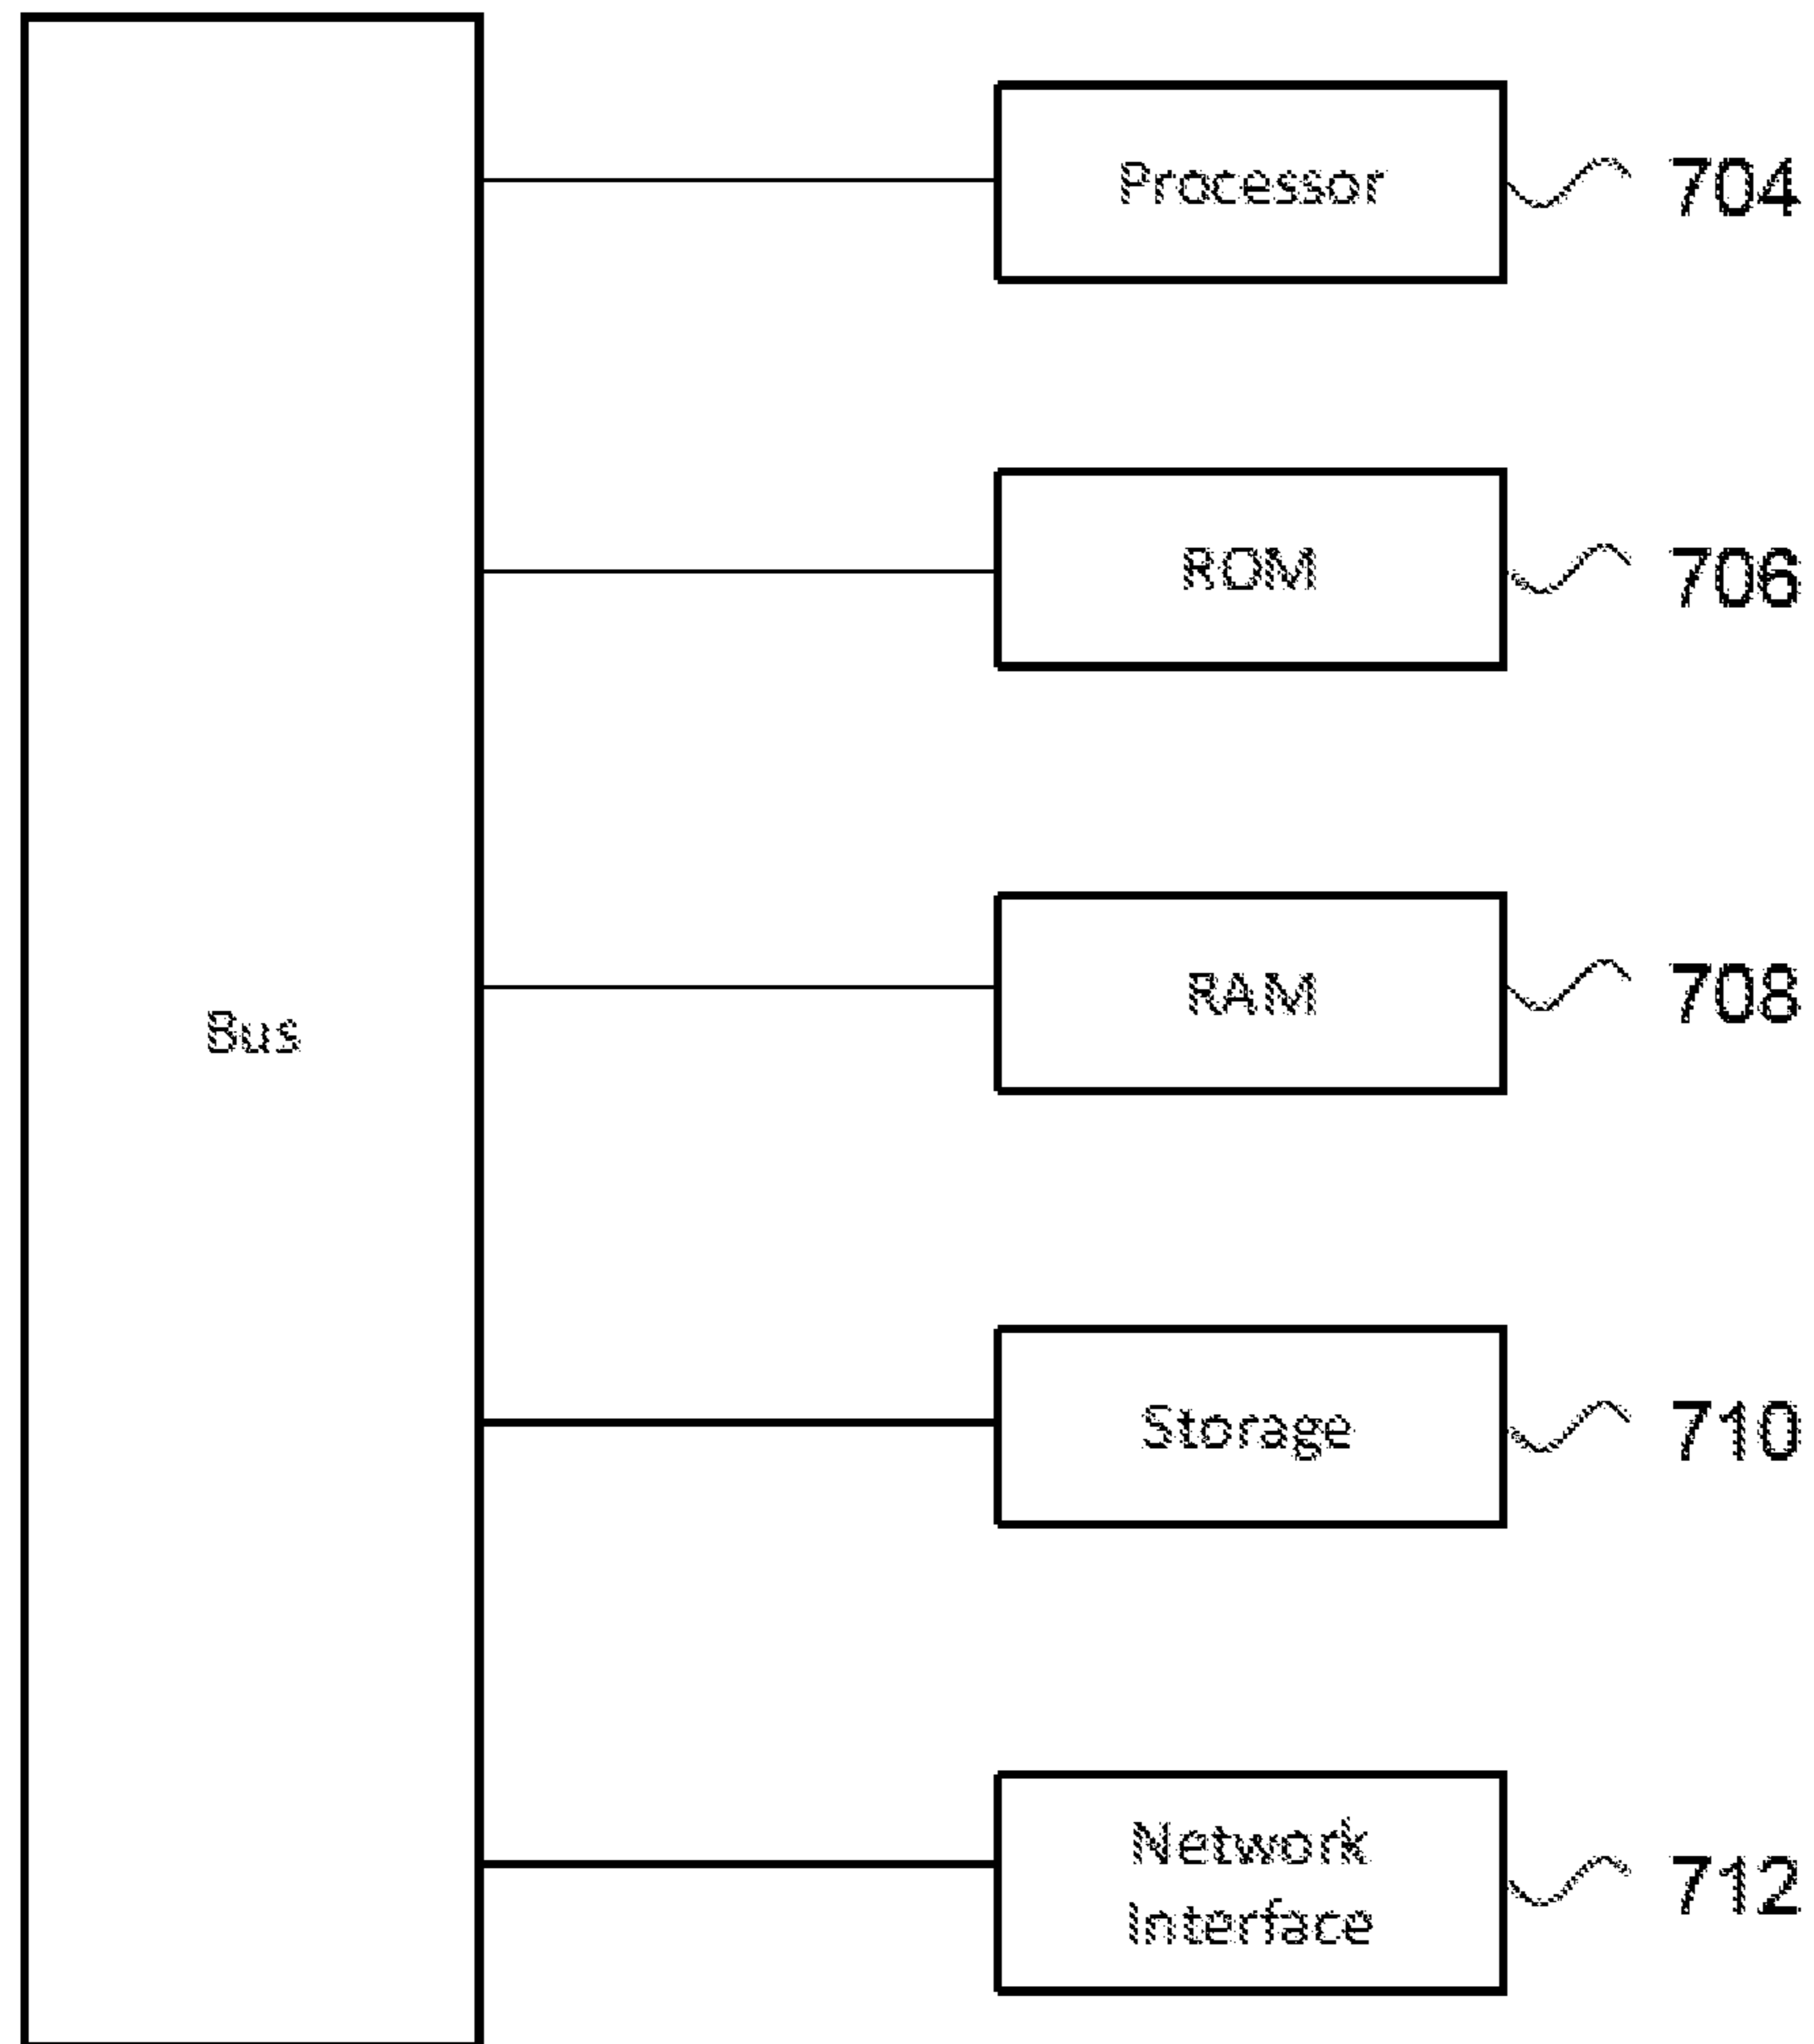 Processor 704
ROM 706
RAM 708
Bus
Storage 710
Network
Interface 712